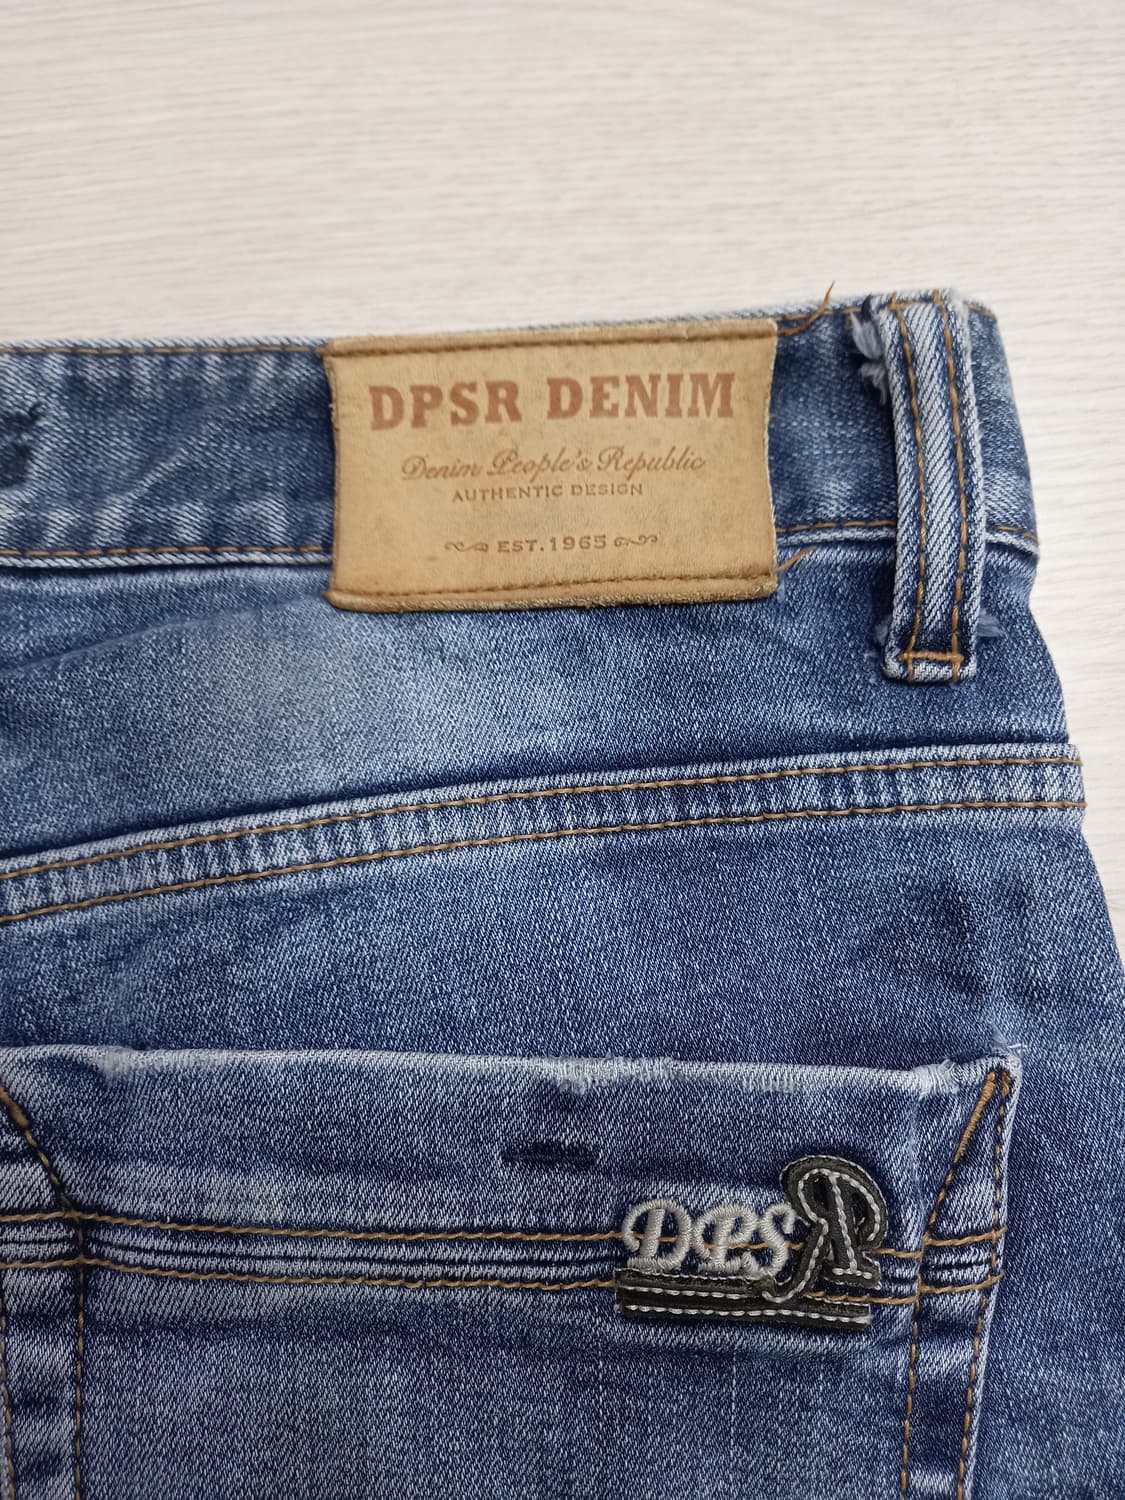 DPSR DENIM
Denim People's Republic
AUTHENTIC DESIGN
EST.1965
DPSR